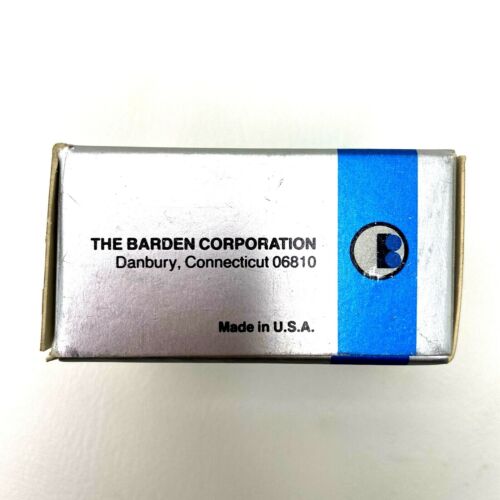 THE BARDEN CORPORATION
Danbury, Connecticut 06810
B
Made in U.S.A.